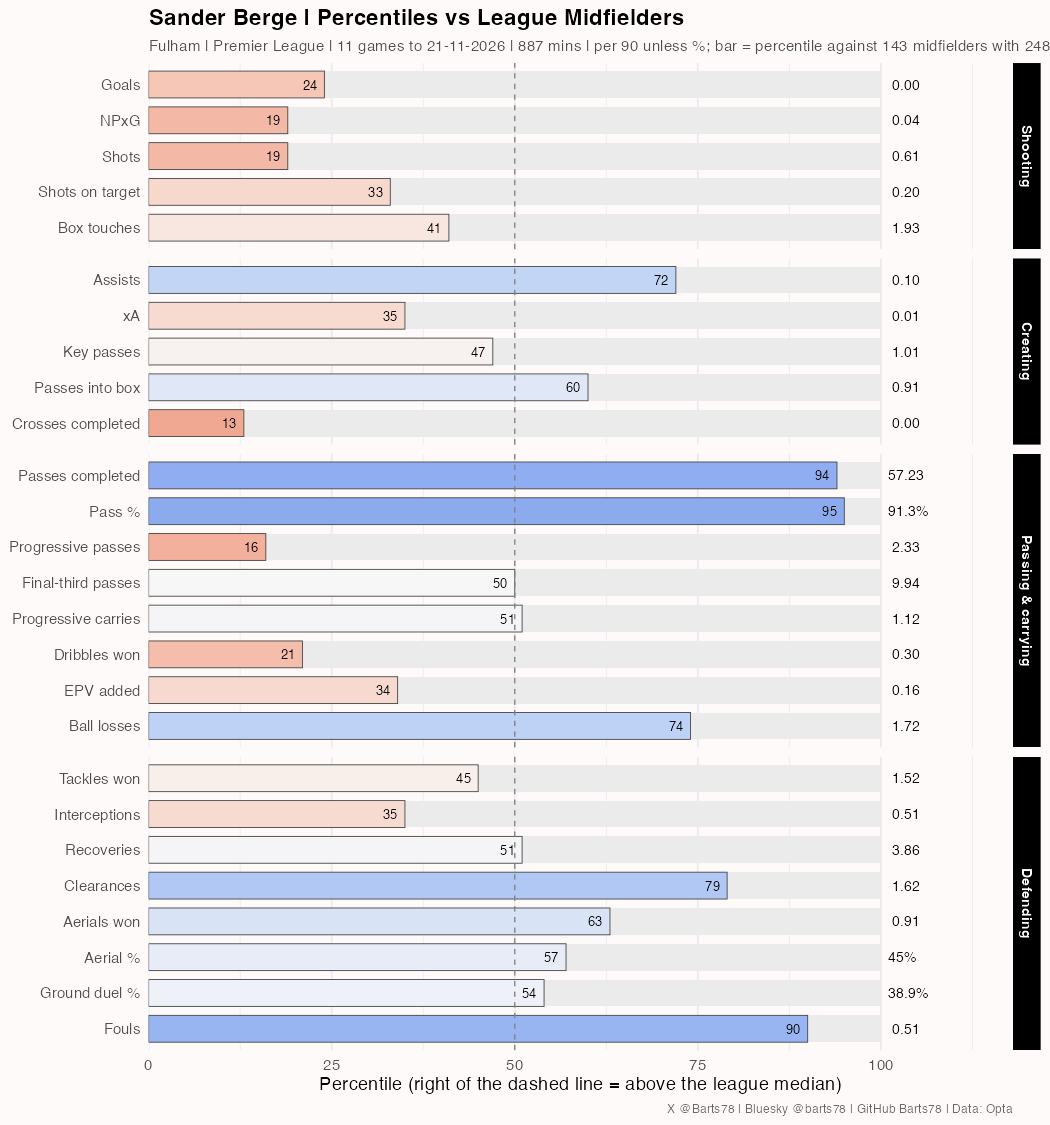 Sander Berge | Percentiles vs League Midfielders
Fulham | Premier League | 11 games to 21-11-2026 | 887 mins | per 90 unless %; bar = percentile against 143 midfielders with 248
Goals 24 0.00
NPxG 19 0.04
Shots 19 0.61
Shots on target 33 0.20
Box touches 41 1.93
Shooting
Assists 72 0.10
xA 35 0.01
Key passes 47 1.01
Passes into box 60 0.91
Crosses completed 13 0.00
Creating
Passes completed 94 57.23
Pass % 95 91.3%
Progressive passes 16 2.33
Final-third passes 50 9.94
Progressive carries 51 1.12
Dribbles won 21 0.30
EPV added 34 0.16
Ball losses 74 1.72
Passing & carrying
Tackles won 45 1.52
Interceptions 35 0.51
Recoveries 51 3.86
Clearances 79 1.62
Aerials won 63 0.91
Aerial % 57 45%
Ground duel % 54 38.9%
Fouls 90 0.51
Defending
0 25 50 75 100
Percentile (right of the dashed line = above the league median)
X @Barts78 | Bluesky @barts78 | GitHub Barts78 | Data: Opta